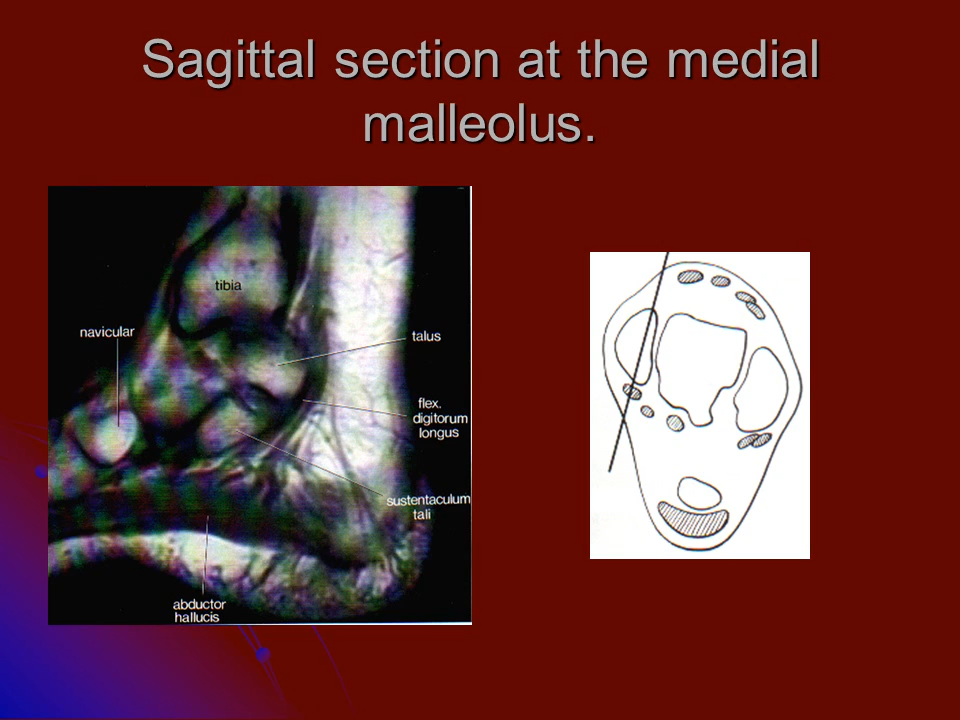 Sagittal section at the medial
malleolus.
tibia
navicular
talus
flex.
digitorum
longus
sustentaculum
tali
abductor
hallucis